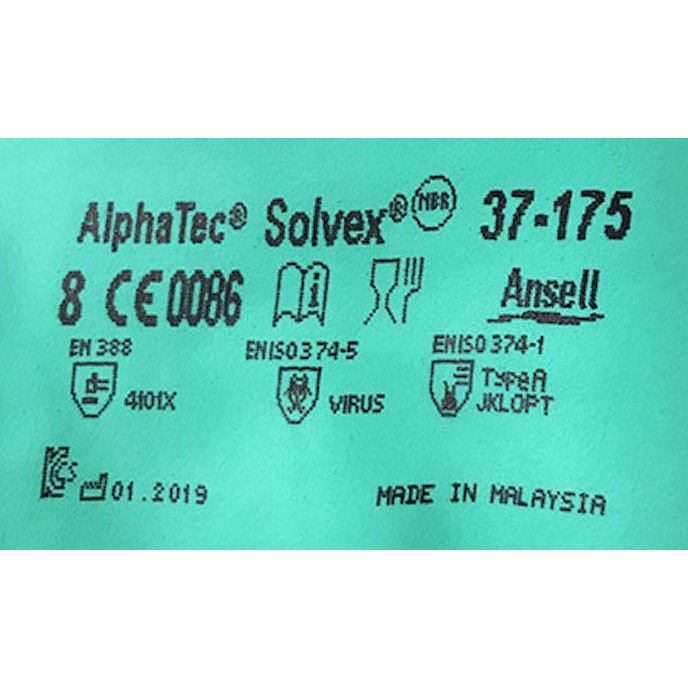 AlphaTec® Solvex® NBR 37-175
8 CE 0086 i Ansell
EN 388 EN ISO 374-5 EN ISO 374-1
4101X VIRUS Type A
JKLOPT
KCs 01.2019 MADE IN MALAYSIA